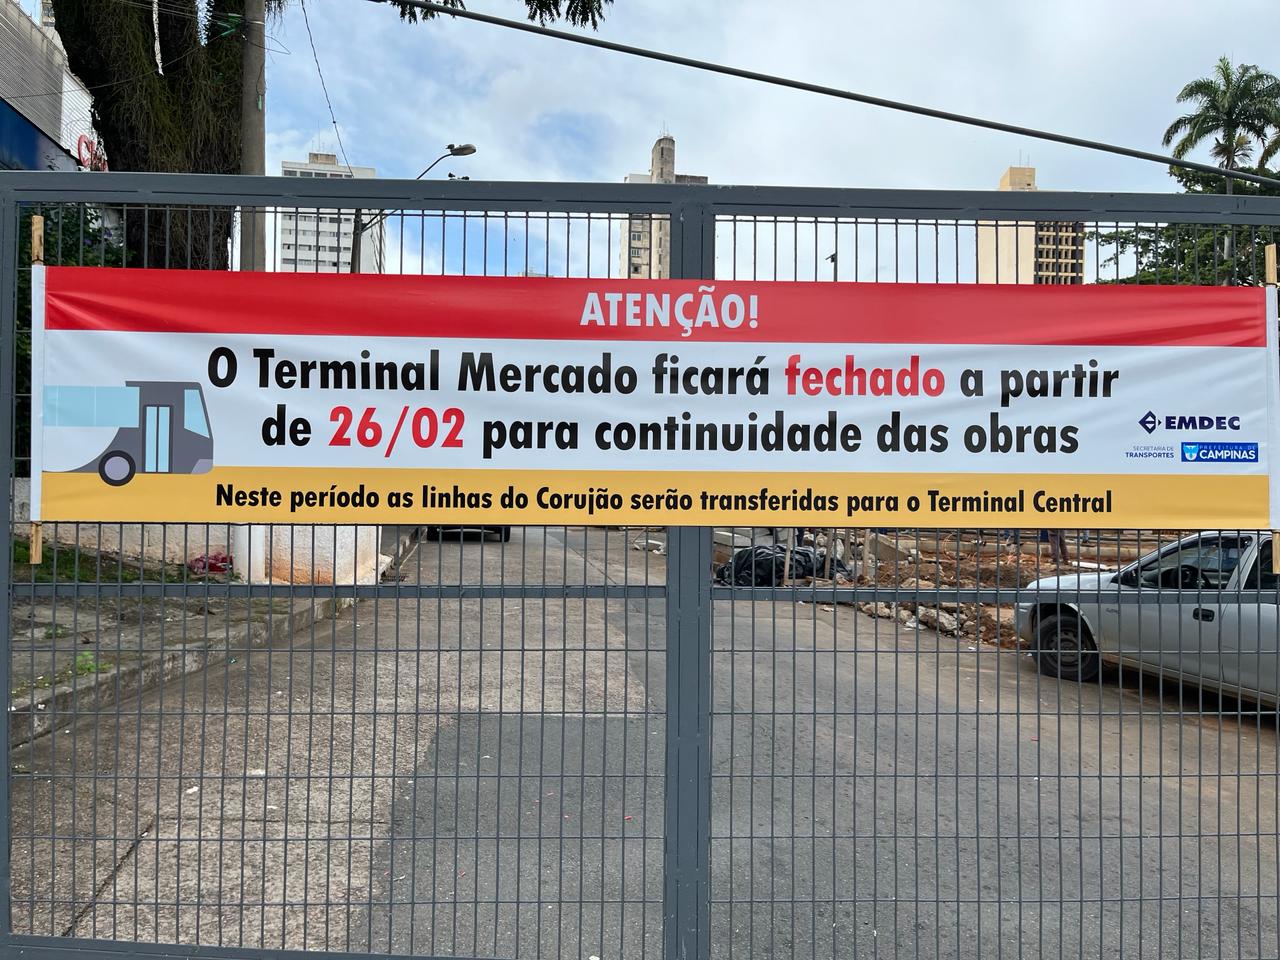 ATENÇÃO!
O Terminal Mercado ficará fechado a partir
de 26/02 para continuidade das obras
EMDEC
SECRETARIA DE
TRANSPORTES
PREFEITURA DE
CAMPINAS
Neste período as linhas do Corujão serão transferidas para o Terminal Central